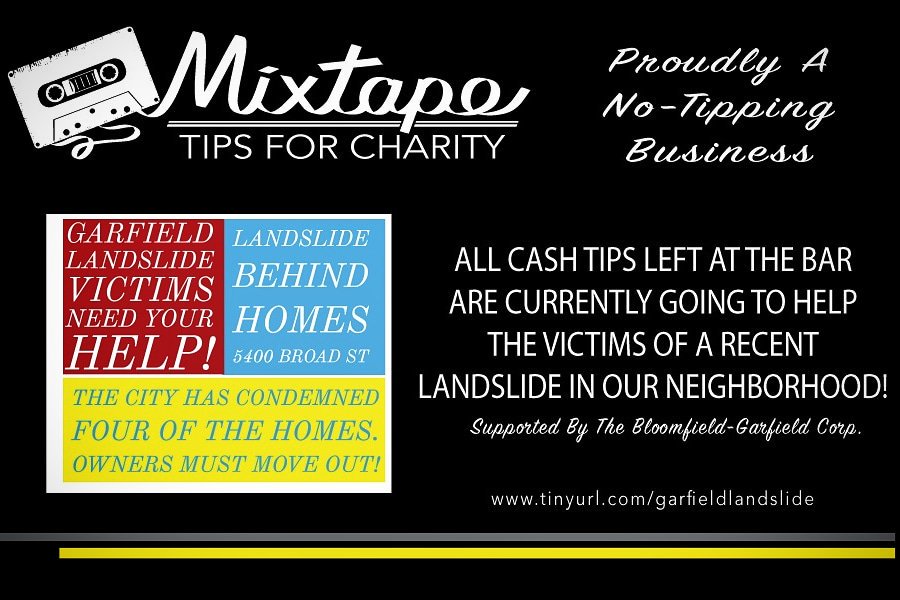 Mixtape
TIPS FOR CHARITY
Proudly A
No-Tipping
Business
GARFIELD
LANDSLIDE
VICTIMS
NEED YOUR
HELP!
LANDSLIDE
BEHIND
HOMES
5400 BROAD ST
THE CITY HAS CONDEMNED
FOUR OF THE HOMES.
OWNERS MUST MOVE OUT!
ALL CASH TIPS LEFT AT THE BAR
ARE CURRENTLY GOING TO HELP
THE VICTIMS OF A RECENT
LANDSLIDE IN OUR NEIGHBORHOOD!
Supported By The Bloomfield-Garfield Corp.
www.tinyurl.com/garfieldlandslide